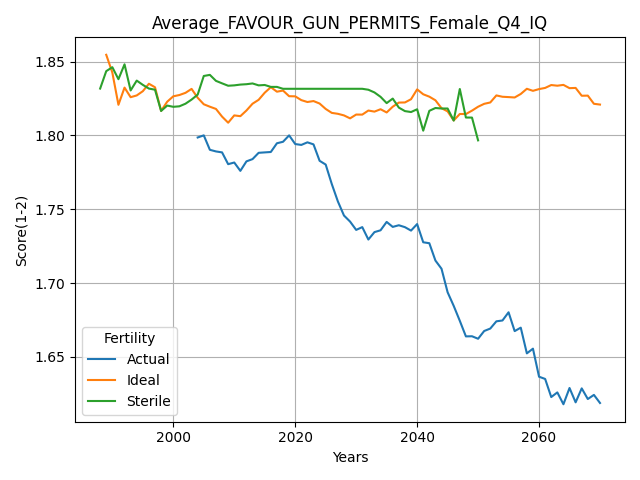 Average_FAVOUR_GUN_PERMITS_Female_Q4_IQ
1.85
1.80
1.75
1.70
1.65
Score(1-2)
Fertility
Actual
Ideal
Sterile
2000
2020
2040
2060
Years